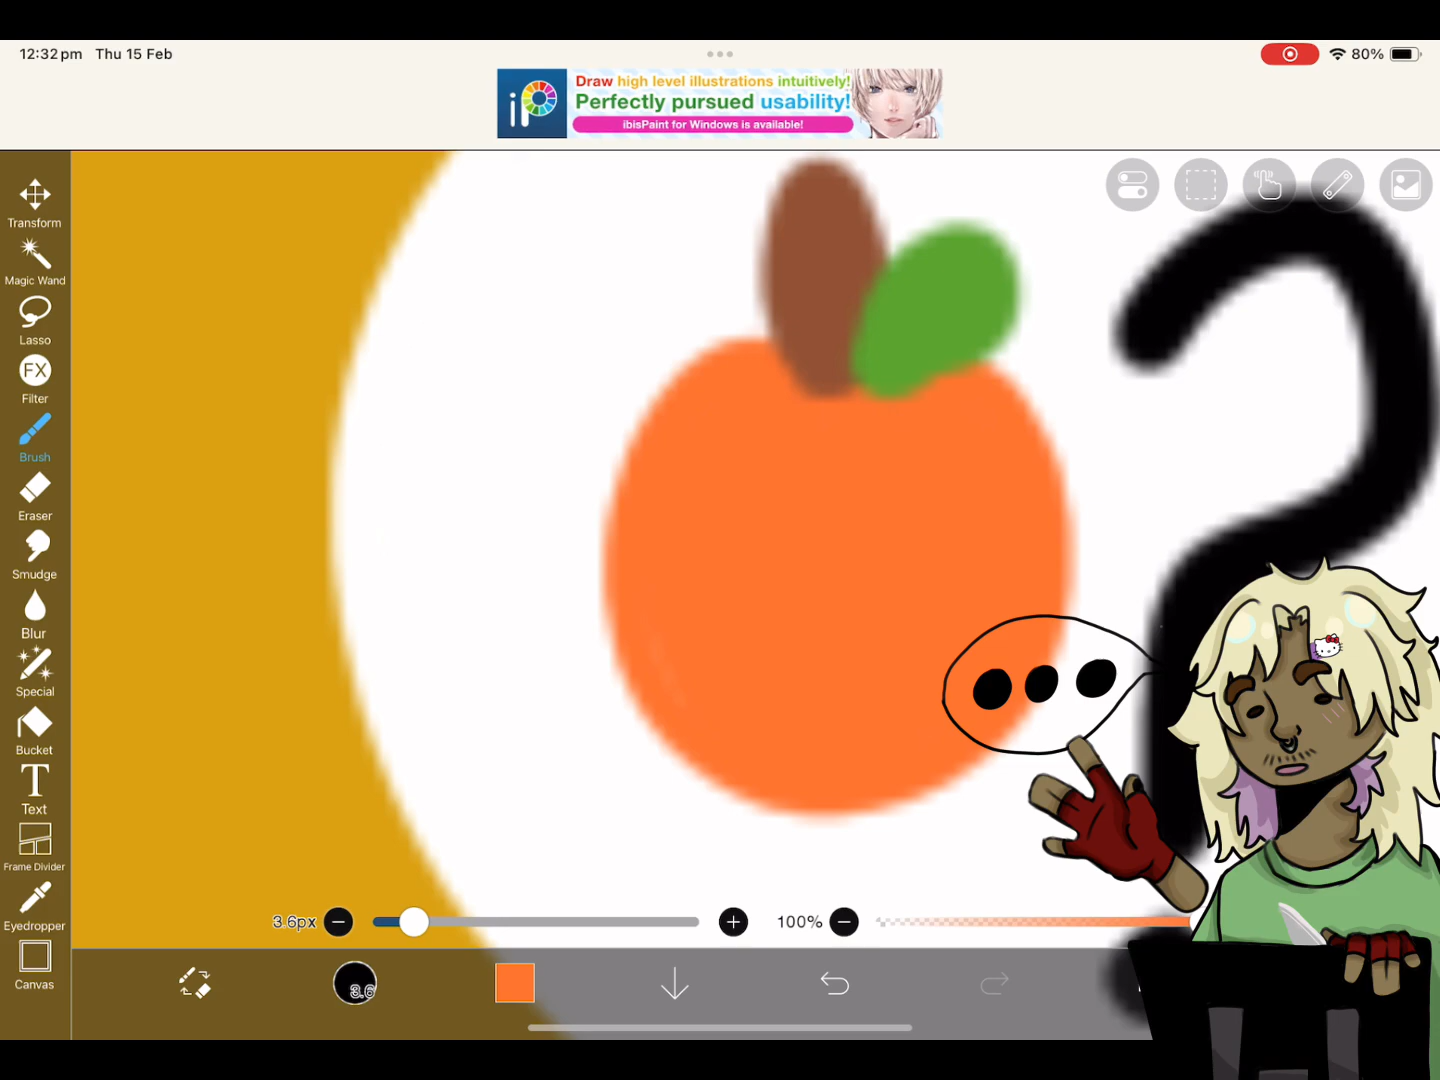 12:32 pm Thu 15 Feb
80%
iP
Draw high level illustrations intuitively!
Perfectly pursued usability!
ibisPaint for Windows is available!
Transform
Magic Wand
Lasso
FX
Filter
Brush
Eraser
Smudge
Blur
Special
Bucket
T
Text
Frame Divider
Eyedropper
Canvas
?
3.6px
100%
3.6